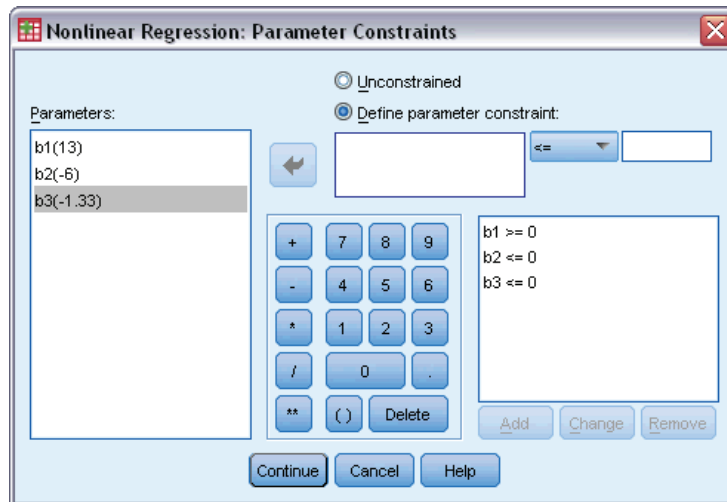 Nonlinear Regression: Parameter Constraints
Unconstrained
Parameters:
Define parameter constraint:
b1(13)
b2(-6)
b3(-1.33)
<=
+ 7 8 9
- 4 5 6
* 1 2 3
/ 0 .
** ( ) Delete
b1 >= 0
b2 <= 0
b3 <= 0
Add Change Remove
Continue Cancel Help